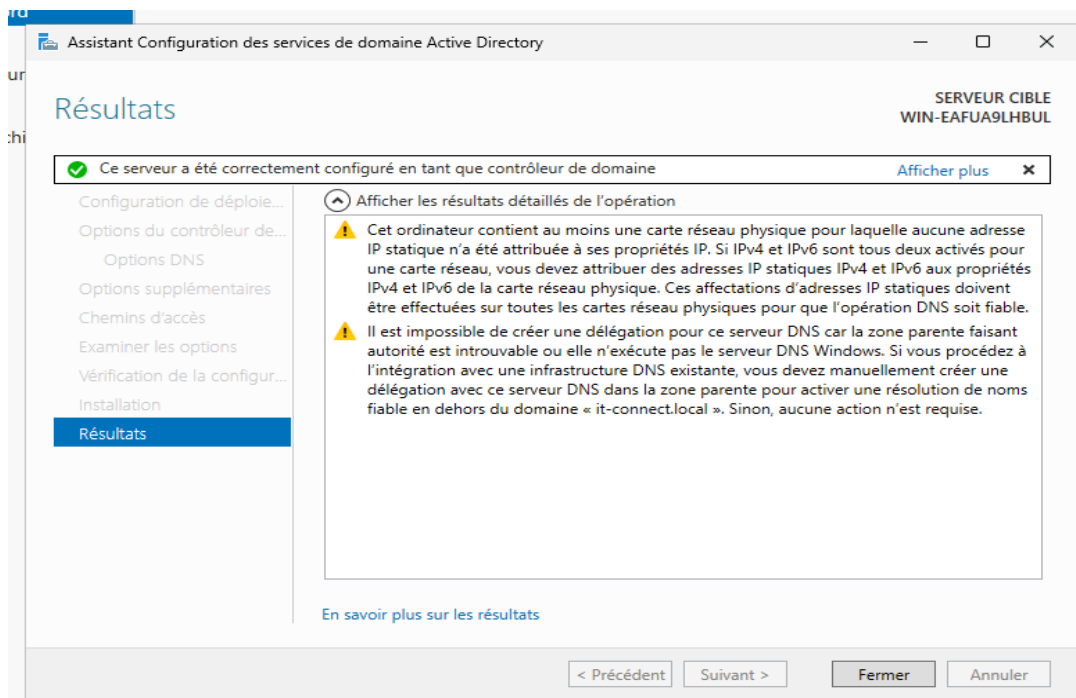 Assistant Configuration des services de domaine Active Directory
Résultats
SERVEUR CIBLE
WIN-EAFUA9LHBUL
Ce serveur a été correctement configuré en tant que contrôleur de domaine
Afficher plus
Configuration de déploie...
Options du contrôleur de...
Options DNS
Options supplémentaires
Chemins d'accès
Examiner les options
Vérification de la configur...
Installation
Résultats
Afficher les résultats détaillés de l'opération
Cet ordinateur contient au moins une carte réseau physique pour laquelle aucune adresse
IP statique n'a été attribuée à ses propriétés IP. Si IPv4 et IPv6 sont tous deux activés pour
une carte réseau, vous devez attribuer des adresses IP statiques IPv4 et IPv6 aux propriétés
IPv4 et IPv6 de la carte réseau physique. Ces affectations d'adresses IP statiques doivent
être effectuées sur toutes les cartes réseau physiques pour que l'opération DNS soit fiable.
Il est impossible de créer une délégation pour ce serveur DNS car la zone parente faisant
autorité est introuvable ou elle n'exécute pas le serveur DNS Windows. Si vous procédez à
l'intégration avec une infrastructure DNS existante, vous devez manuellement créer une
délégation avec ce serveur DNS dans la zone parente pour activer une résolution de noms
fiable en dehors du domaine « it-connect.local ». Sinon, aucune action n'est requise.
En savoir plus sur les résultats
< Précédent
Suivant >
Fermer
Annuler